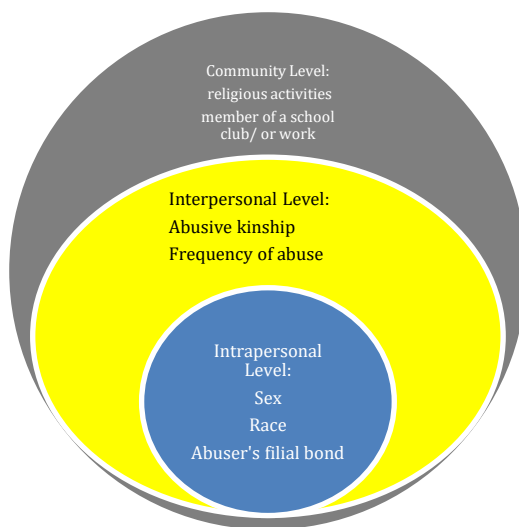 Community Level:
religious activities
member of a school
club/ or work
Interpersonal Level:
Abusive kinship
Frequency of abuse
Intrapersonal
Level:
Sex
Race
Abuser's filial bond